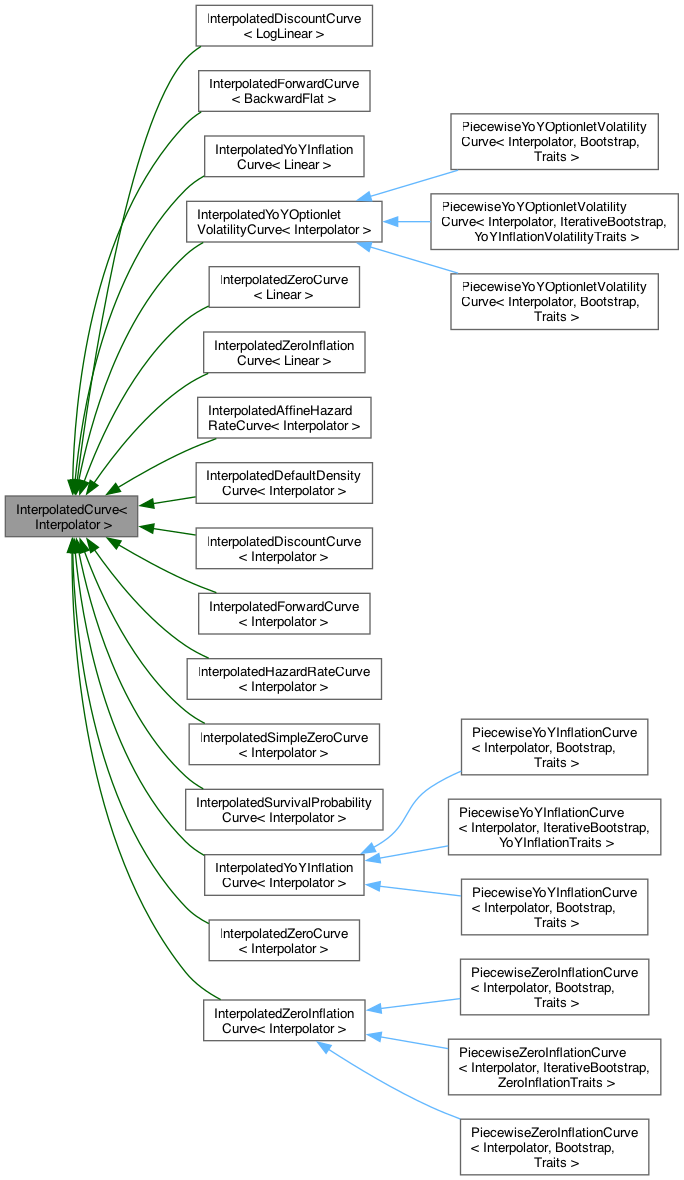 InterpolatedDiscountCurve
< LogLinear >
InterpolatedForwardCurve
< BackwardFlat >
InterpolatedYoYInflation
Curve< Linear >
InterpolatedYoYOptionlet
VolatilityCurve< Interpolator >
PiecewiseYoYOptionletVolatility
Curve< Interpolator, Bootstrap,
Traits >
PiecewiseYoYOptionletVolatility
Curve< Interpolator, IterativeBootstrap,
YoYInflationVolatilityTraits >
PiecewiseYoYOptionletVolatility
Curve< Interpolator, Bootstrap,
Traits >
InterpolatedZeroCurve
< Linear >
InterpolatedZeroInflation
Curve< Linear >
InterpolatedAffineHazard
RateCurve< Interpolator >
InterpolatedDefaultDensity
Curve< Interpolator >
InterpolatedCurve<
Interpolator >
InterpolatedDiscountCurve
< Interpolator >
InterpolatedForwardCurve
< Interpolator >
InterpolatedHazardRateCurve
< Interpolator >
InterpolatedSimpleZeroCurve
< Interpolator >
InterpolatedSurvivalProbability
Curve< Interpolator >
InterpolatedYoYInflation
Curve< Interpolator >
PiecewiseYoYInflationCurve
< Interpolator, Bootstrap,
Traits >
PiecewiseYoYInflationCurve
< Interpolator, IterativeBootstrap,
YoYInflationTraits >
PiecewiseYoYInflationCurve
< Interpolator, Bootstrap,
Traits >
InterpolatedZeroCurve
< Interpolator >
InterpolatedZeroInflation
Curve< Interpolator >
PiecewiseZeroInflationCurve
< Interpolator, Bootstrap,
Traits >
PiecewiseZeroInflationCurve
< Interpolator, IterativeBootstrap,
ZeroInflationTraits >
PiecewiseZeroInflationCurve
< Interpolator, Bootstrap,
Traits >